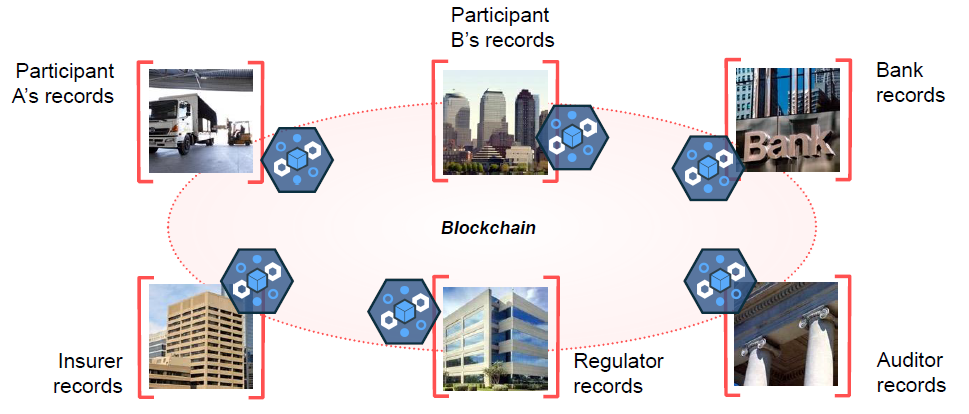 Participant
B’s records
Participant
A’s records
Bank
records
Bank
Blockchain
Insurer
records
Regulator
records
Auditor
records